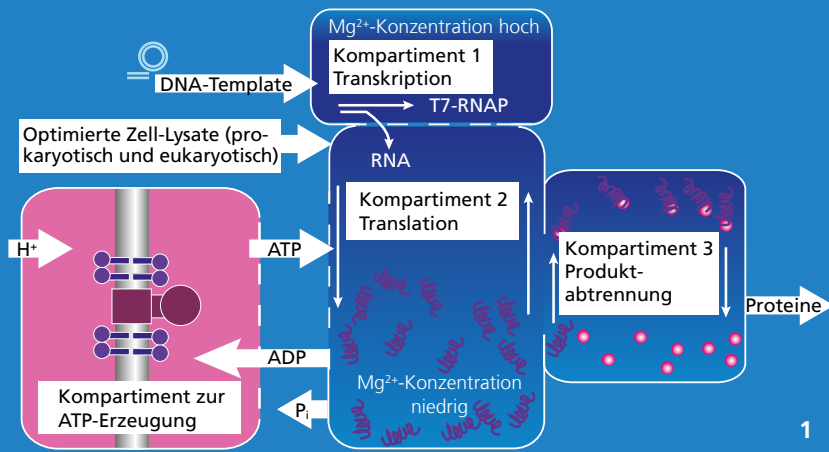 Mg²⁺-Konzentration hoch
Kompartiment 1
Transkription
DNA-Template
T7-RNAP
Optimierte Zell-Lysate (pro-
karyotisch und eukaryotisch)
RNA
Kompartiment 2
Translation
H⁺
ATP
Kompartiment 3
Produkt-
abtrennung
Proteine
ADP
Mg²⁺-Konzentration
niedrig
Kompartiment zur
ATP-Erzeugung
Pᵢ
1